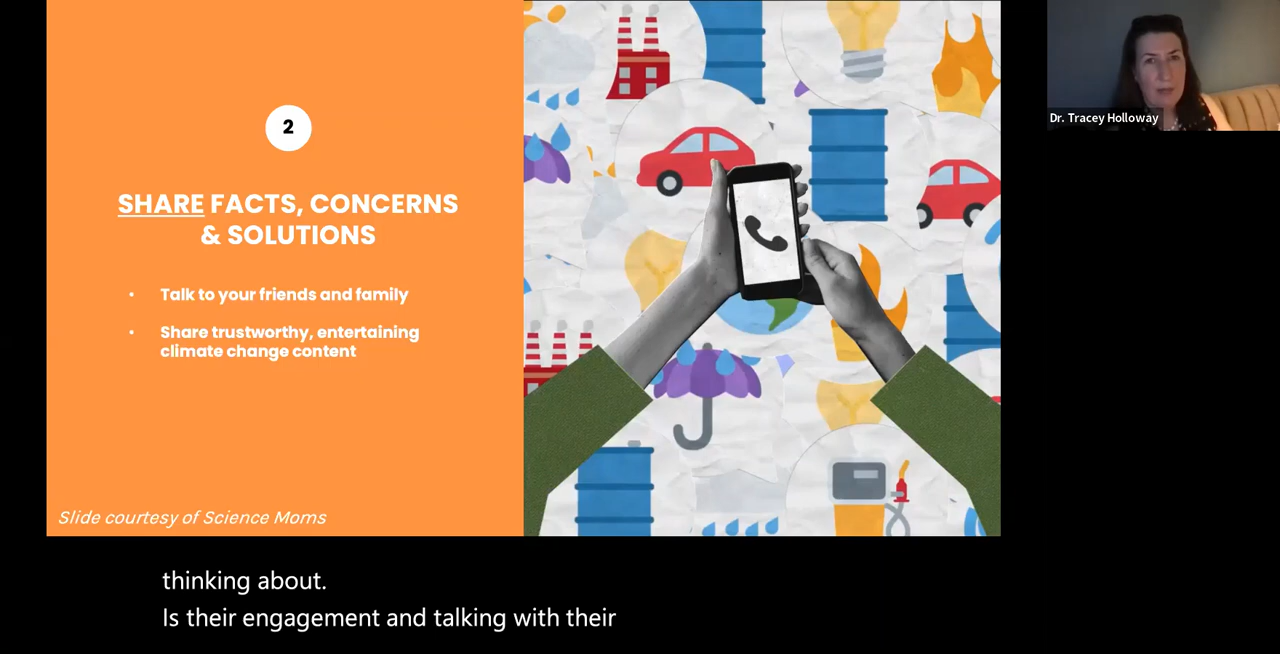 2
SHARE FACTS, CONCERNS
& SOLUTIONS
• Talk to your friends and family
• Share trustworthy, entertaining
climate change content
Slide courtesy of Science Moms
Dr. Tracey Holloway
thinking about.
Is their engagement and talking with their